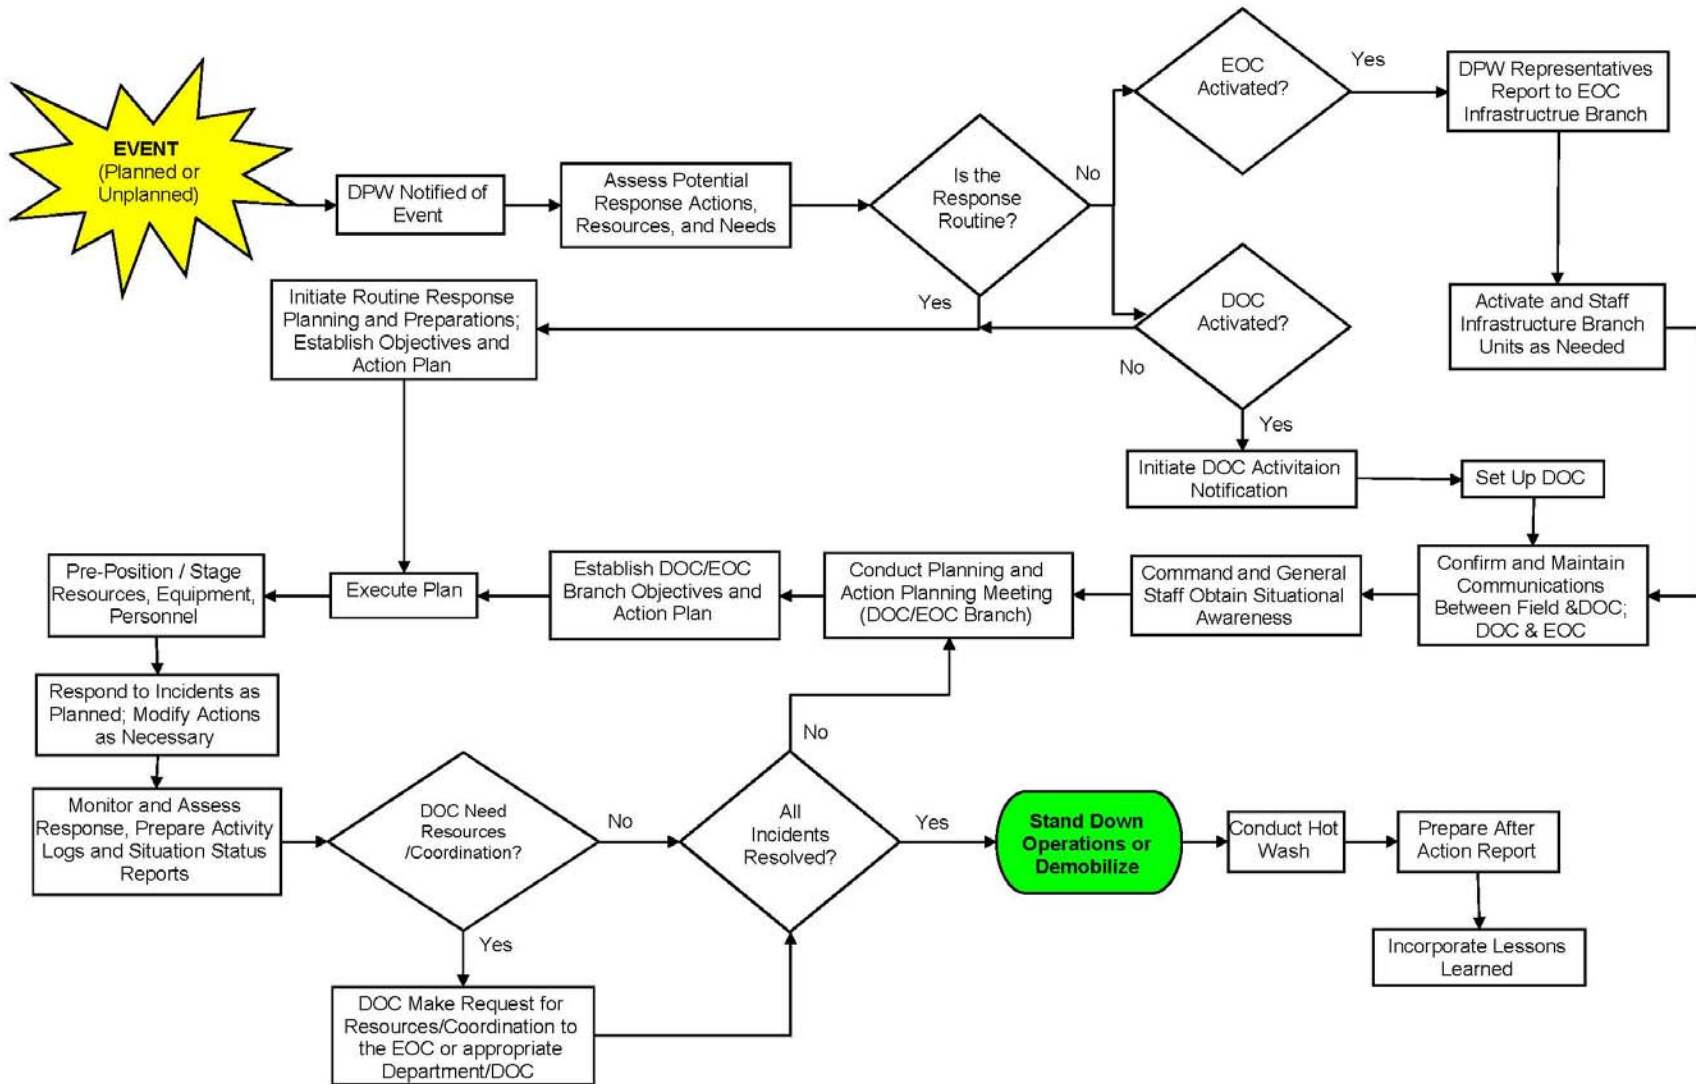 EVENT
(Planned or
Unplanned)
DPW Notified of
Event
Assess Potential
Response Actions,
Resources, and Needs
Is the
Response
Routine?
No
Yes
EOC
Activated?
Yes
DPW Representatives
Report to EOC
Infrastructrue Branch
Activate and Staff
Infrastructure Branch
Units as Needed
DOC
Activated?
No
Yes
Initiate Routine Response
Planning and Preparations;
Establish Objectives and
Action Plan
Initiate DOC Activitaion
Notification
Set Up DOC
Confirm and Maintain
Communications
Between Field &DOC;
DOC & EOC
Command and General
Staff Obtain Situational
Awareness
Conduct Planning and
Action Planning Meeting
(DOC/EOC Branch)
Establish DOC/EOC
Branch Objectives and
Action Plan
Execute Plan
Pre-Position / Stage
Resources, Equipment,
Personnel
Respond to Incidents as
Planned; Modify Actions
as Necessary
Monitor and Assess
Response, Prepare Activity
Logs and Situation Status
Reports
DOC Need
Resources
/Coordination?
No
Yes
DOC Make Request for
Resources/Coordination to
the EOC or appropriate
Department/DOC
All
Incidents
Resolved?
No
Yes
Stand Down
Operations or
Demobilize
Conduct Hot
Wash
Prepare After
Action Report
Incorporate Lessons
Learned